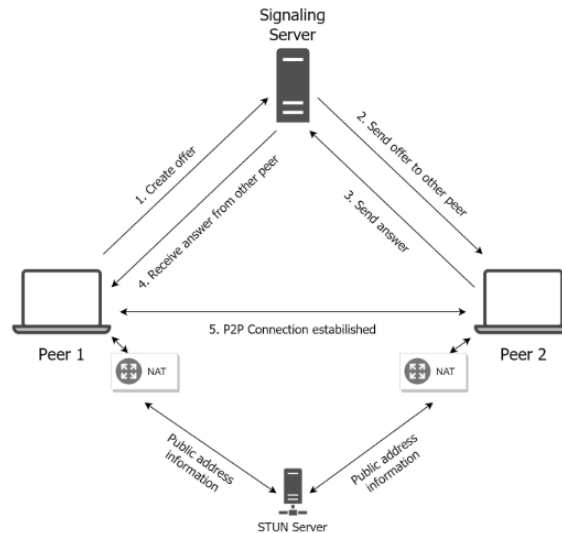 Signaling
Server
1. Create offer
2. Send offer to other peer
3. Send answer
4. Receive answer from other peer
5. P2P Connection estabilished
Peer 1
Peer 2
NAT
NAT
Public address
information
Public address
information
STUN Server